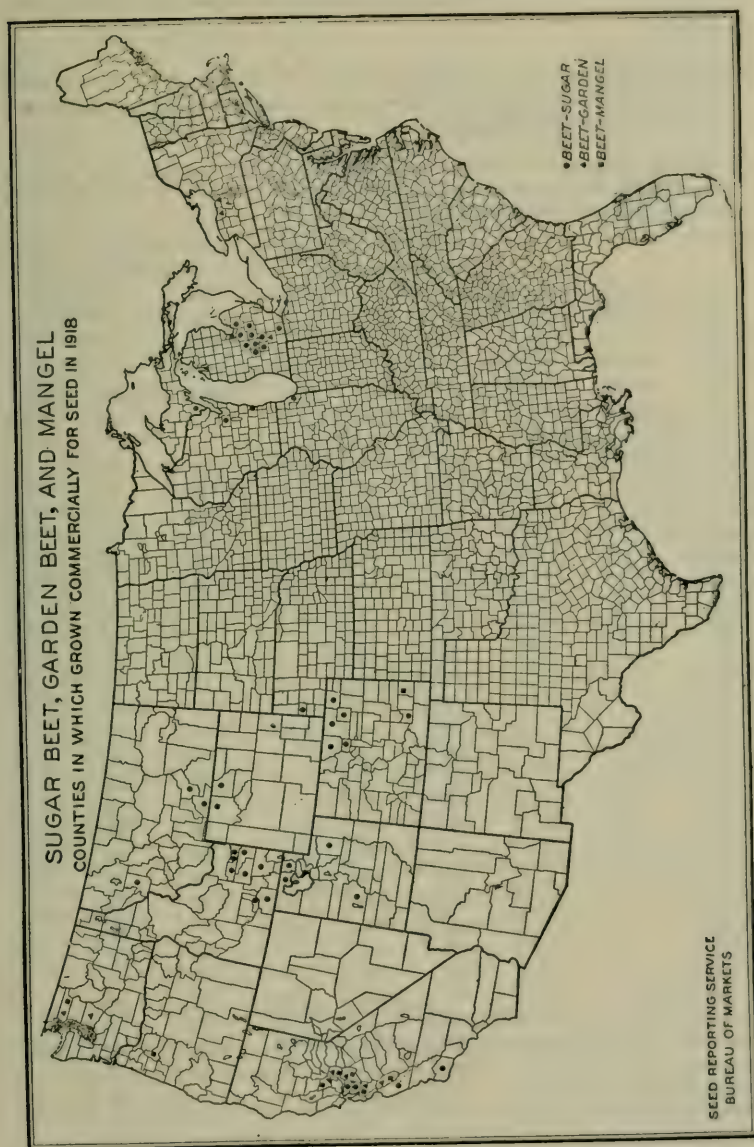 SUGAR BEET, GARDEN BEET, AND MANGEL
COUNTIES IN WHICH GROWN COMMERCIALLY FOR SEED IN 1918
•BEET-SUGAR
▲BEET-GARDEN
■BEET-MANGEL
SEED REPORTING SERVICE
BUREAU OF MARKETS